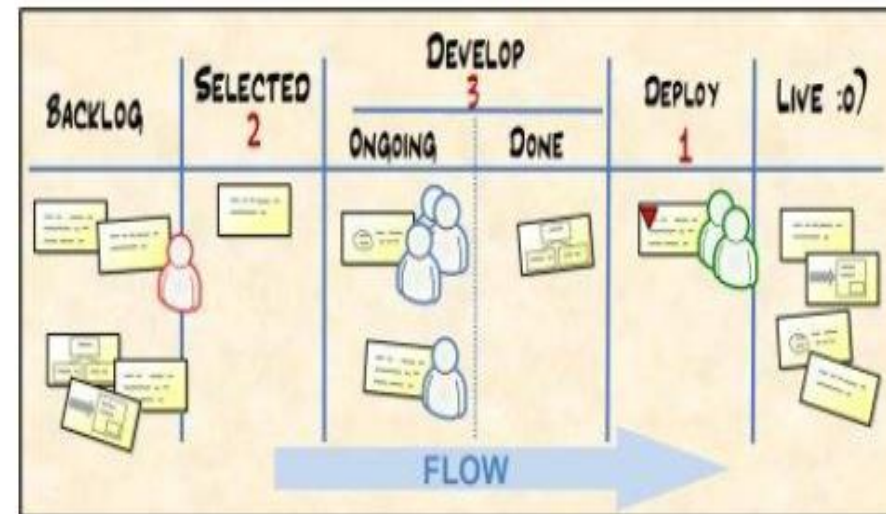 BACKLOG
SELECTED
2
DEVELOP
3
ONGOING
DONE
DEPLOY
1
LIVE :o)
FLOW